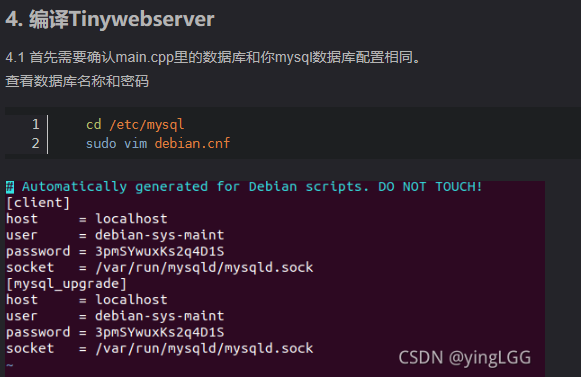 4. 编译Tinywebserver
4.1 首先需要确认main.cpp里的数据库和你mysql数据库配置相同。
查看数据库名称和密码
1 cd /etc/mysql
2 sudo vim debian.cnf
# Automatically generated for Debian scripts. DO NOT TOUCH!
[client]
host     = localhost
user     = debian-sys-maint
password = 3pmSYwuxKs2q4D1S
socket   = /var/run/mysqld/mysqld.sock
[mysql_upgrade]
host     = localhost
user     = debian-sys-maint
password = 3pmSYwuxKs2q4D1S
socket   = /var/run/mysqld/mysqld.sock
~
CSDN @yingLGG